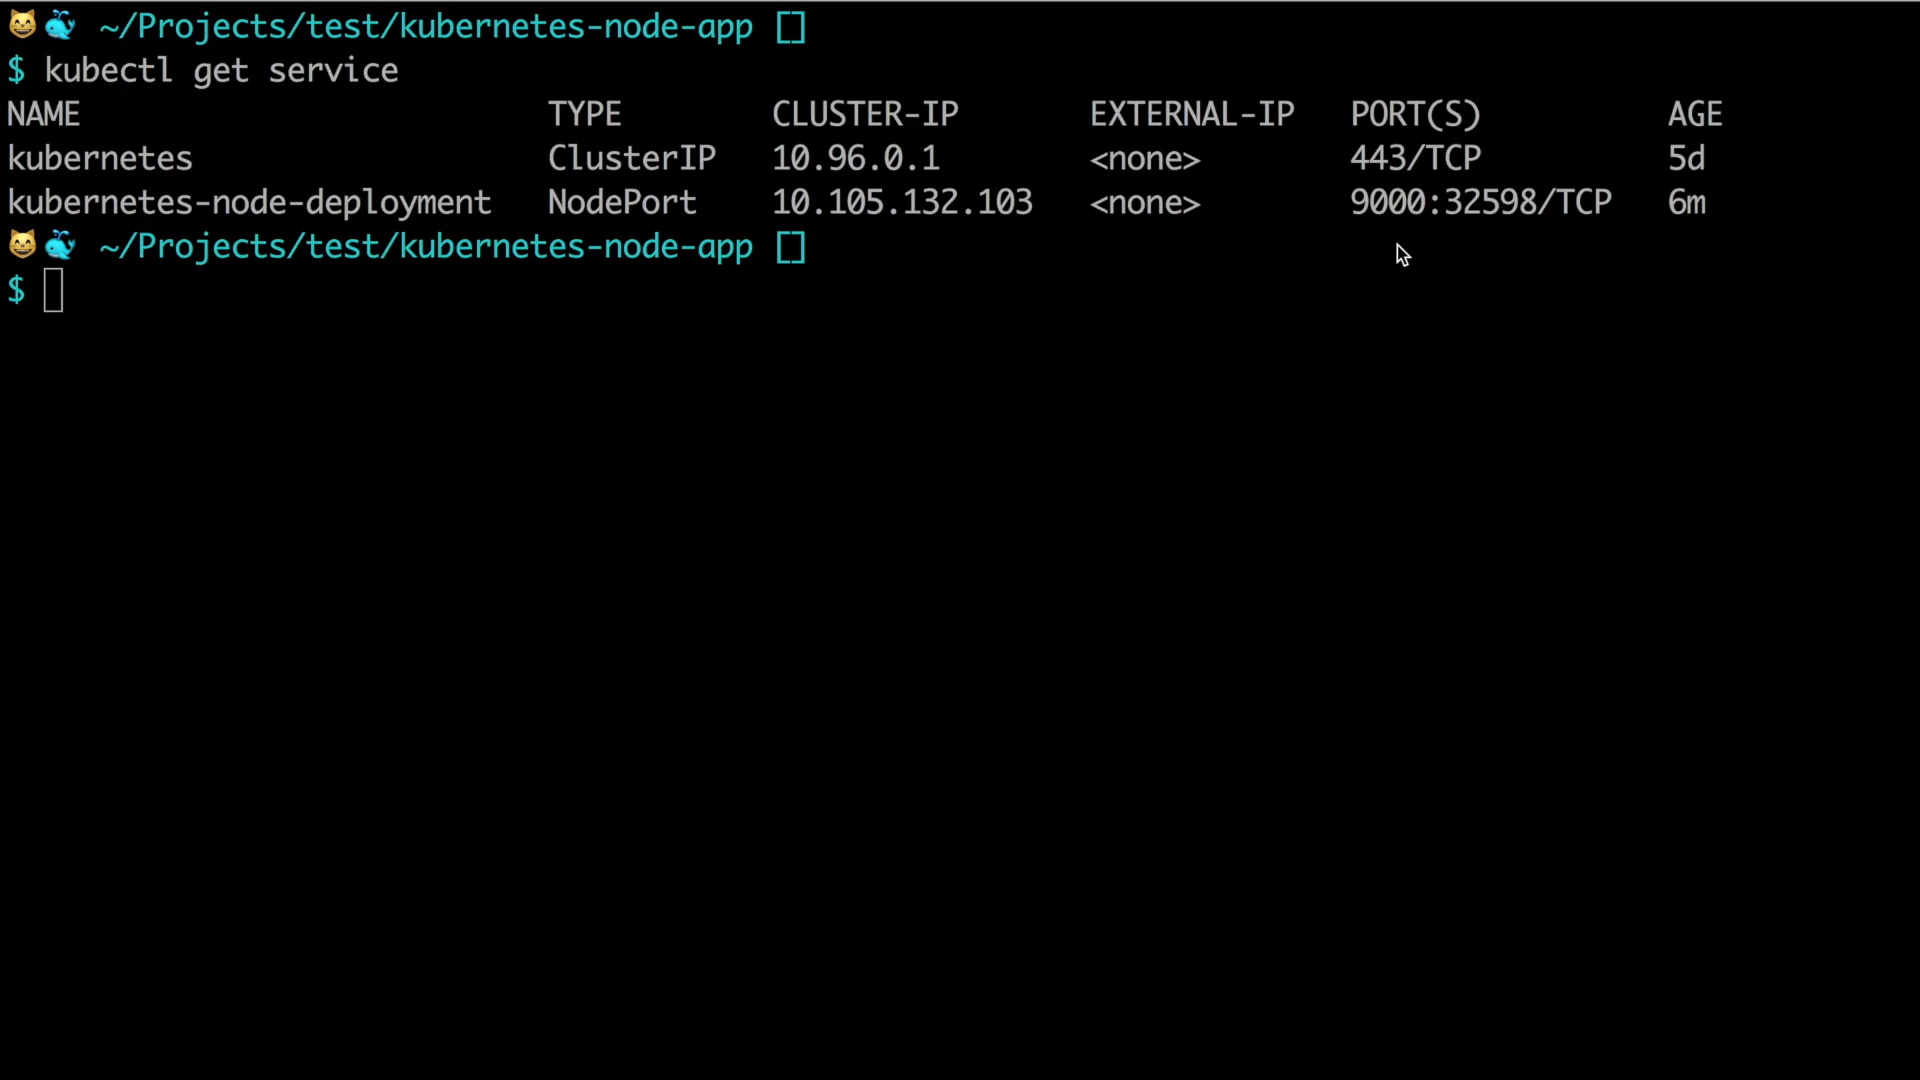 😸🐳 ~/Projects/test/kubernetes-node-app []
$ kubectl get service
NAME TYPE CLUSTER-IP EXTERNAL-IP PORT(S) AGE
kubernetes ClusterIP 10.96.0.1 <none> 443/TCP 5d
kubernetes-node-deployment NodePort 10.105.132.103 <none> 9000:32598/TCP 6m
😸🐳 ~/Projects/test/kubernetes-node-app []
$